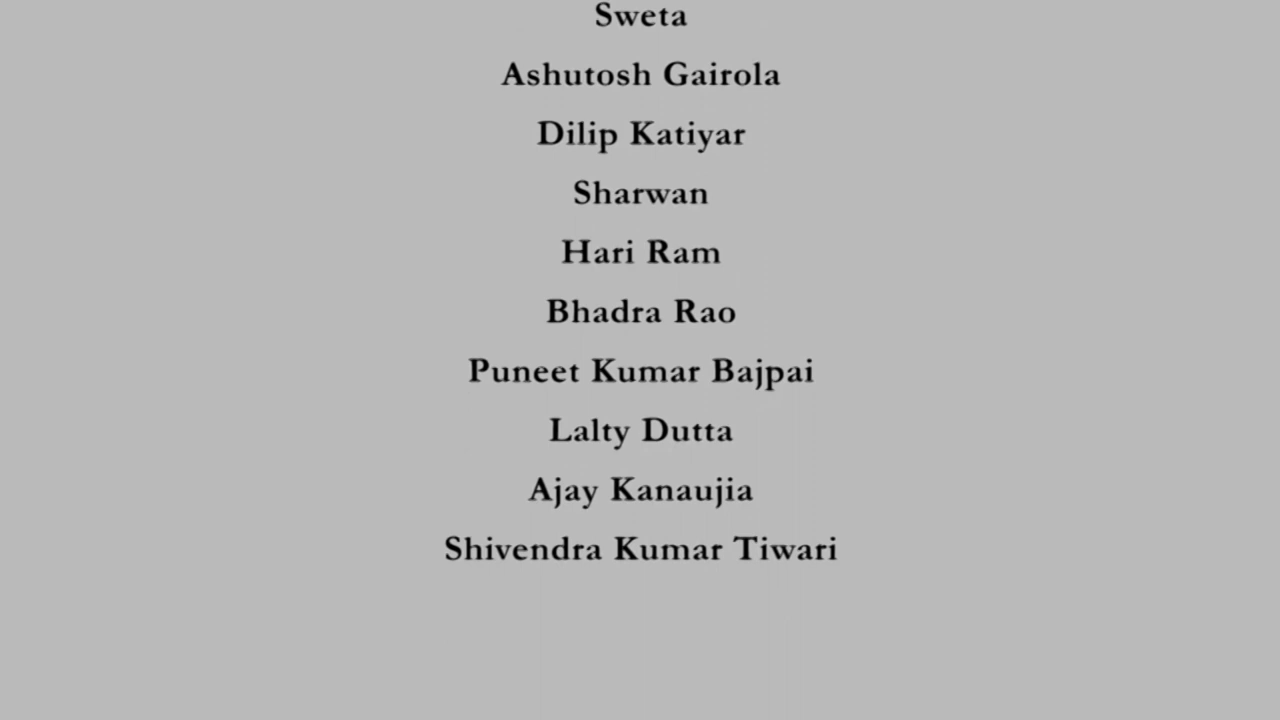 Sweta
Ashutosh Gairola
Dilip Katiyar
Sharwan
Hari Ram
Bhadra Rao
Puneet Kumar Bajpai
Lalty Dutta
Ajay Kanaujia
Shivendra Kumar Tiwari